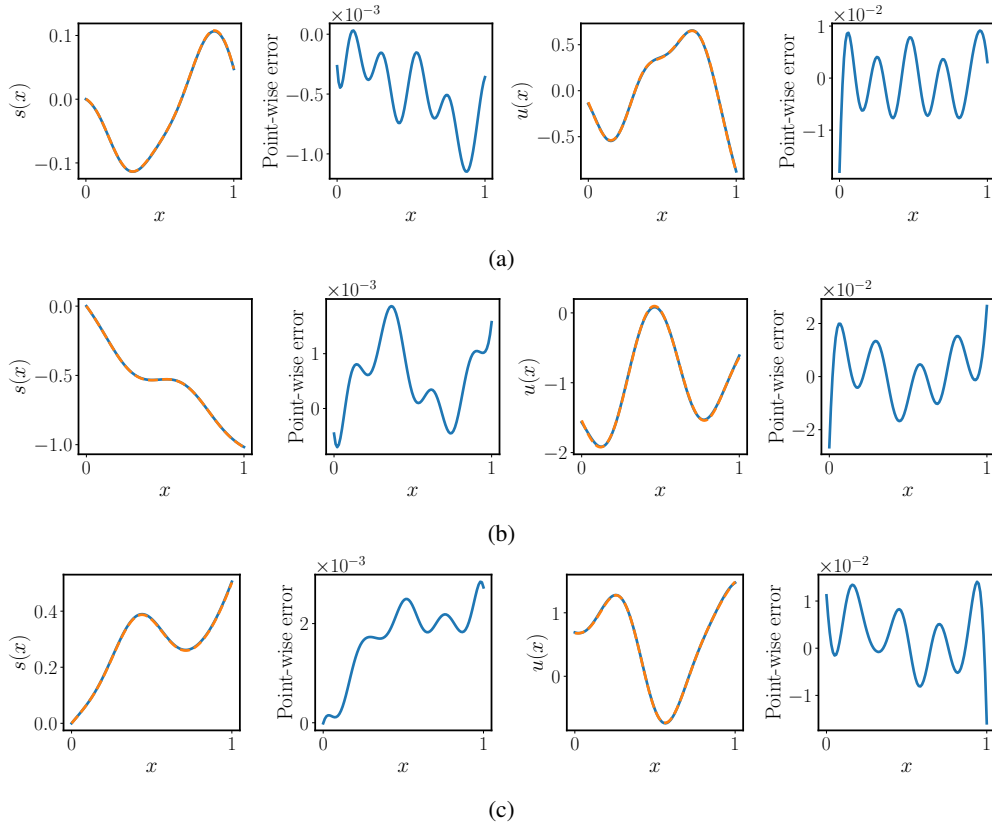 0.1
0.0
−0.1
s(x)
0
1
x
×10⁻³
0.0
−0.5
−1.0
Point-wise error
0
1
x
0.5
0.0
−0.5
u(x)
0
1
x
×10⁻²
1
0
−1
Point-wise error
0
1
x
(a)
0.0
−0.5
−1.0
s(x)
0
1
x
×10⁻³
1
0
Point-wise error
0
1
x
0
−1
−2
u(x)
0
1
x
×10⁻²
2
0
−2
Point-wise error
0
1
x
(b)
0.4
0.2
0.0
s(x)
0
1
x
×10⁻³
2
0
Point-wise error
0
1
x
1
0
u(x)
0
1
x
×10⁻²
1
0
−1
Point-wise error
0
1
x
(c)